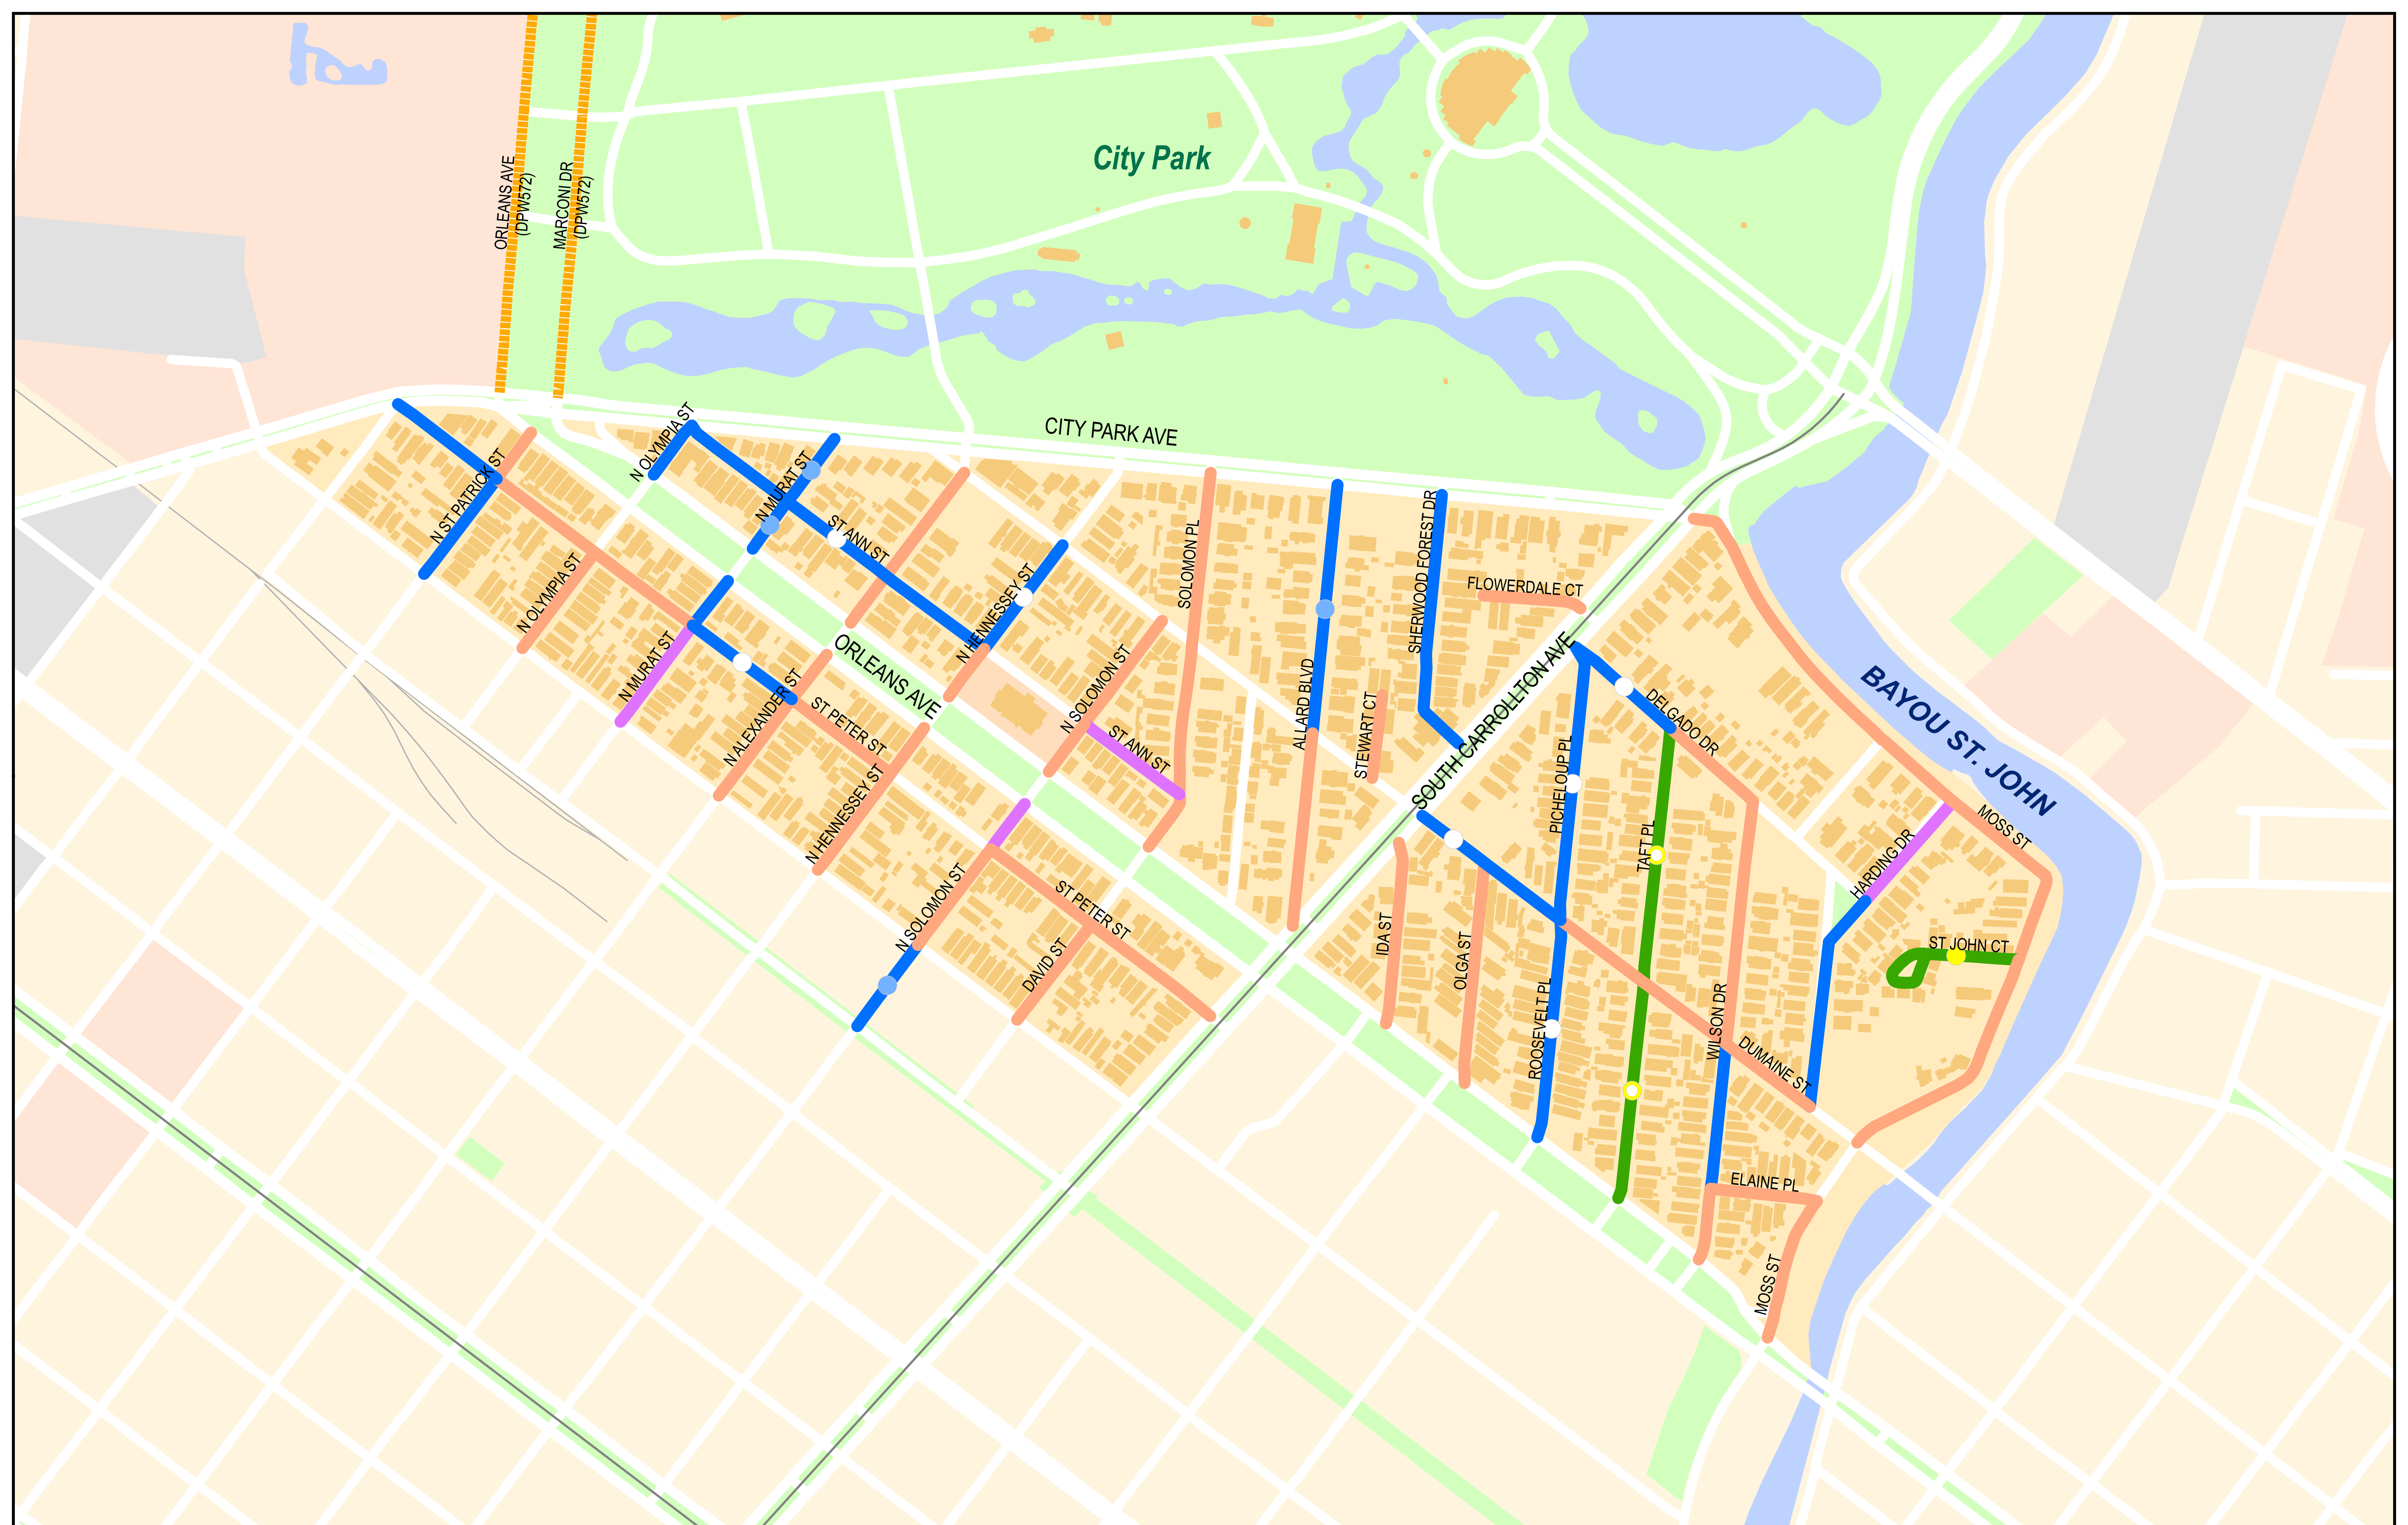 City Park
ORLEANS AVE
(DPW572)
MARCONI DR
(DPW572)
CITY PARK AVE
N OLYMPIA ST
N MURAT ST
N ST PATRICK ST
ST ANN ST
SOLOMON PL
SHERWOOD FOREST DR
FLOWERDALE CT
N OLYMPIA ST
N HENNESSEY ST
ORLEANS AVE
N MURAT ST
N ALEXANDER ST
ST PETER ST
N SOLOMON ST
ALLARD BLVD
STEWART CT
SOUTH CARROLLTON AVE
DELGADO DR
BAYOU ST. JOHN
ST ANN ST
N HENNESSEY ST
PICHELOUP PL
TAFT PL
MOSS ST
HARDING DR
N SOLOMON ST
ST PETER ST
DAVID ST
IDA ST
OLGA ST
ST JOHN CT
ROOSEVELT PL
WILSON DR
DUMAINE ST
ELAINE PL
MOSS ST